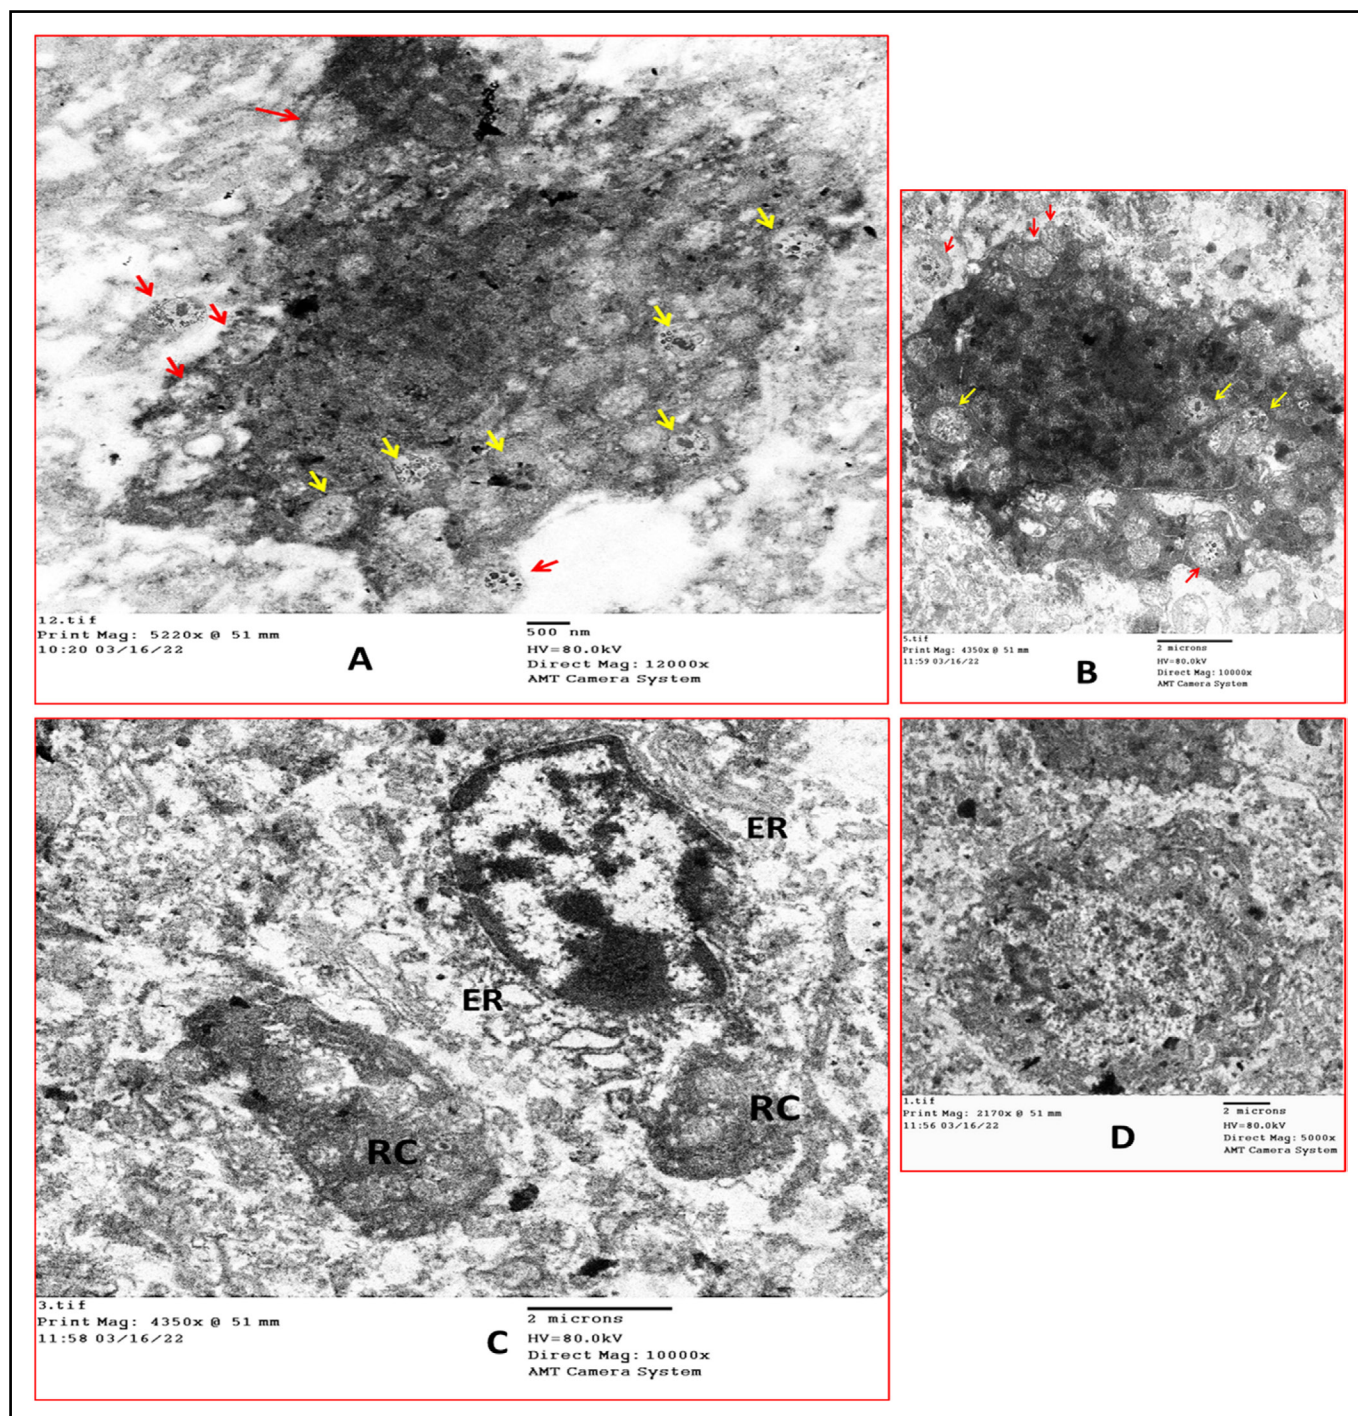 12.tif
Print Mag: 5220x @ 51 mm
10:20 03/16/22
A
500 nm
HV=80.0kV
Direct Mag: 12000x
AMT Camera System
5.tif
Print Mag: 4350x @ 51 mm
11:59 03/16/22
B
2 microns
HV=80.0kV
Direct Mag: 10000x
AMT Camera System
ER
ER
RC
RC
3.tif
Print Mag: 4350x @ 51 mm
11:58 03/16/22
C
2 microns
HV=80.0kV
Direct Mag: 10000x
AMT Camera System
1.tif
Print Mag: 2170x @ 51 mm
11:56 03/16/22
D
2 microns
HV=80.0kV
Direct Mag: 5000x
AMT Camera System